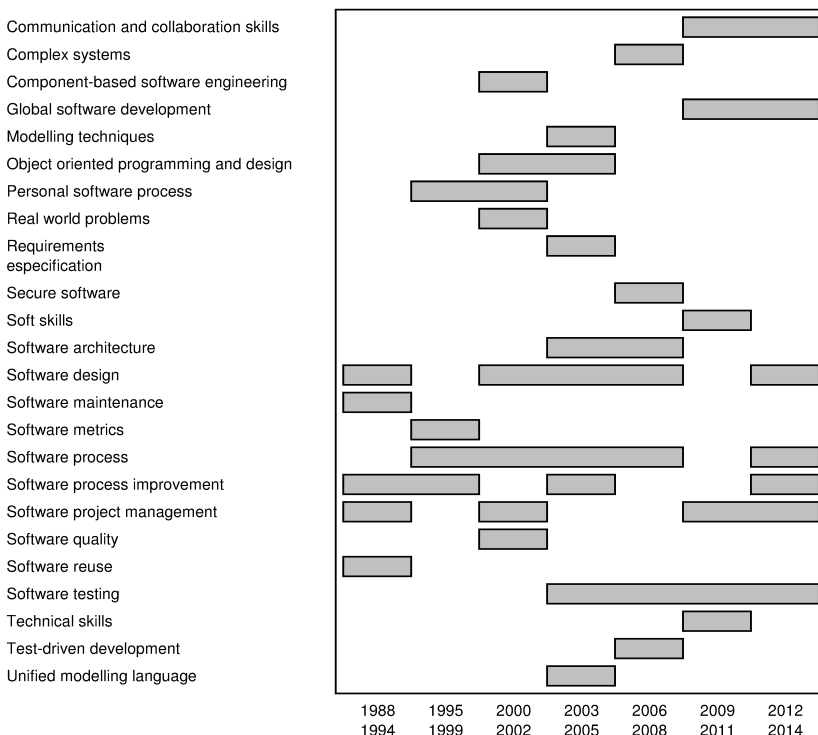 Communication and collaboration skills
Complex systems
Component-based software engineering
Global software development
Modelling techniques
Object oriented programming and design
Personal software process
Real world problems
Requirements
especification
Secure software
Soft skills
Software architecture
Software design
Software maintenance
Software metrics
Software process
Software process improvement
Software project management
Software quality
Software reuse
Software testing
Technical skills
Test-driven development
Unified modelling language
1988 1995 2000 2003 2006 2009 2012
1994 1999 2002 2005 2008 2011 2014